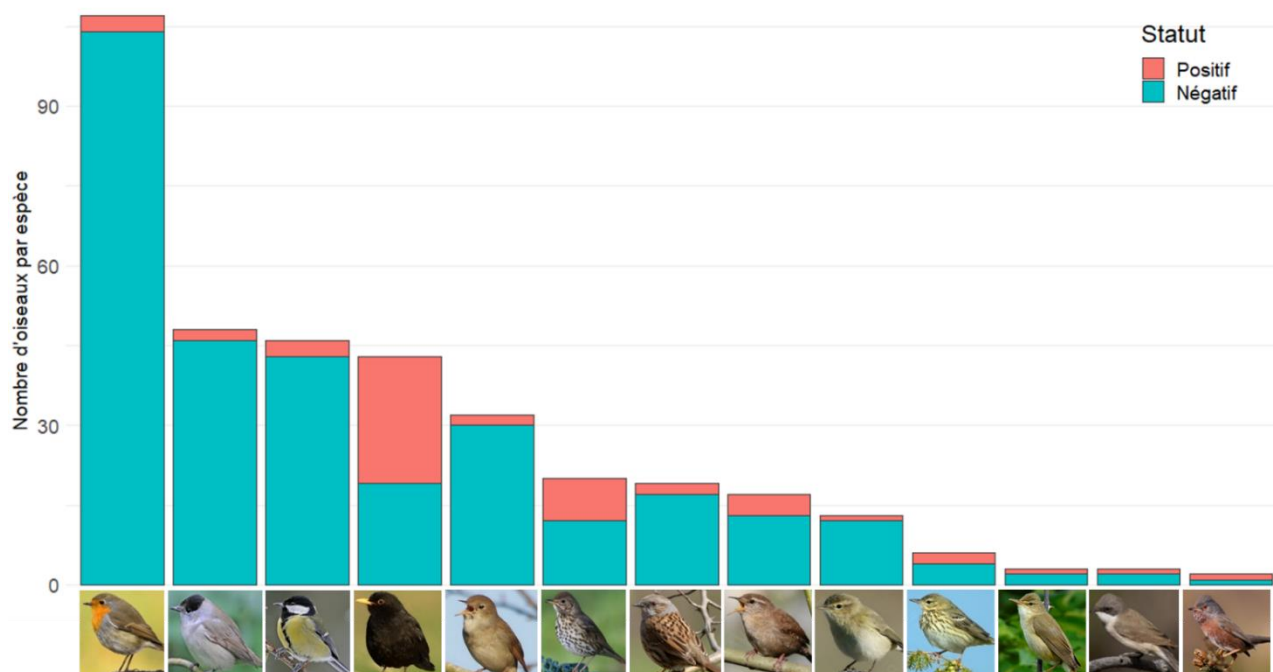 Statut
Positif
Négatif
Nombre d'oiseaux par espèce
90
60
30
0